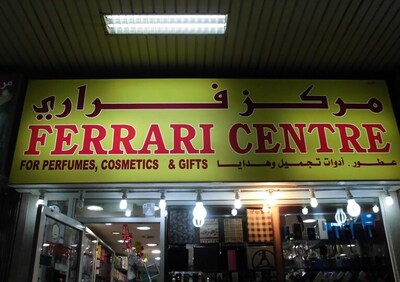 مركز فراري
FERRARI CENTRE
FOR PERFUMES, COSMETICS & GIFTS
عطور . أدوات تجميل وهدايا